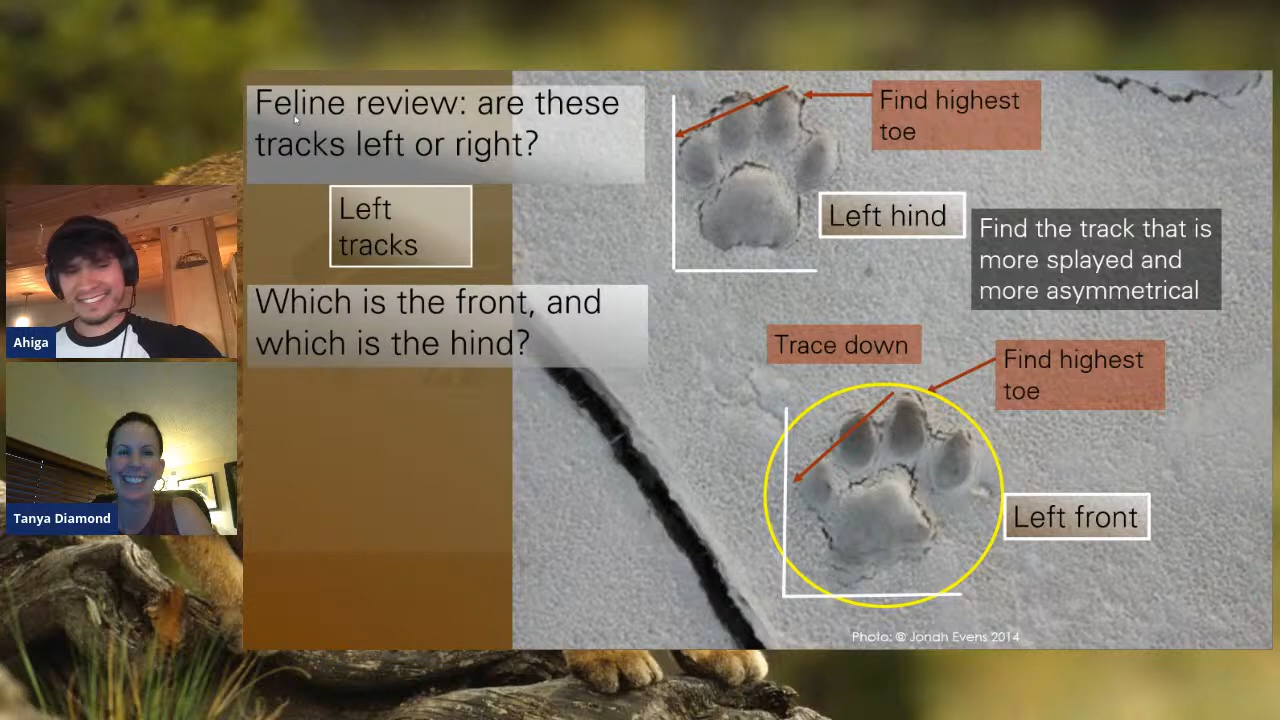 Feline review: are these
tracks left or right?
Left
tracks
Which is the front, and
which is the hind?
Find highest
toe
Left hind
Find the track that is
more splayed and
more asymmetrical
Trace down
Find highest
toe
Left front
Photo: © Jonah Evens 2014
Ahiga
Tanya Diamond